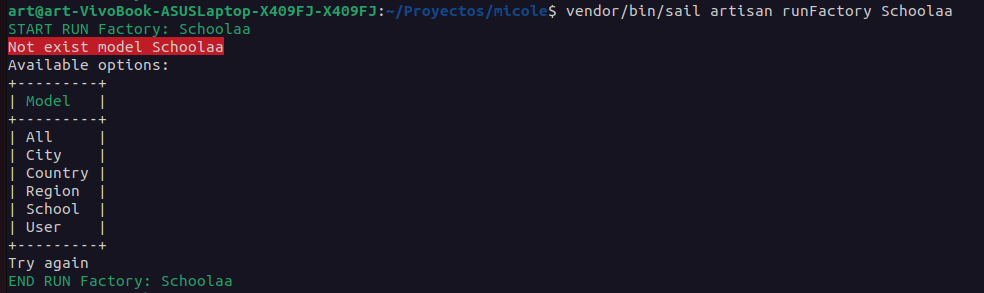 art@art-VivoBook-ASUSLaptop-X409FJ-X409FJ:~/Proyectos/micole$ vendor/bin/sail artisan runFactory Schoolaa
START RUN Factory: Schoolaa
Not exist model Schoolaa
Available options:
+---------+
| Model   |
+---------+
| All     |
| City    |
| Country |
| Region  |
| School  |
| User    |
+---------+
Try again
END RUN Factory: Schoolaa